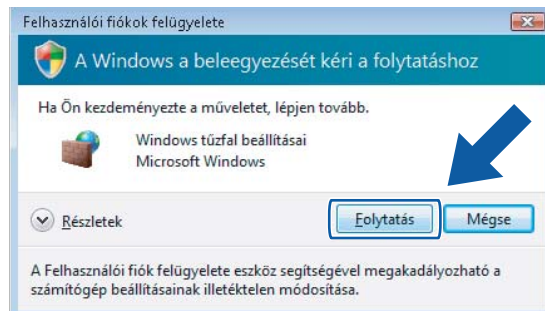 Felhasználói fiókok felügyelete
A Windows a beleegyezését kéri a folytatáshoz
Ha Ön kezdeményezte a műveletet, lépjen tovább.
Windows tűzfal beállításai
Microsoft Windows
Részletek
Folytatás
Mégse
A Felhasználói fiók felügyelete eszköz segítségével megakadályozható a
számítógép beállításainak illetéktelen módosítása.